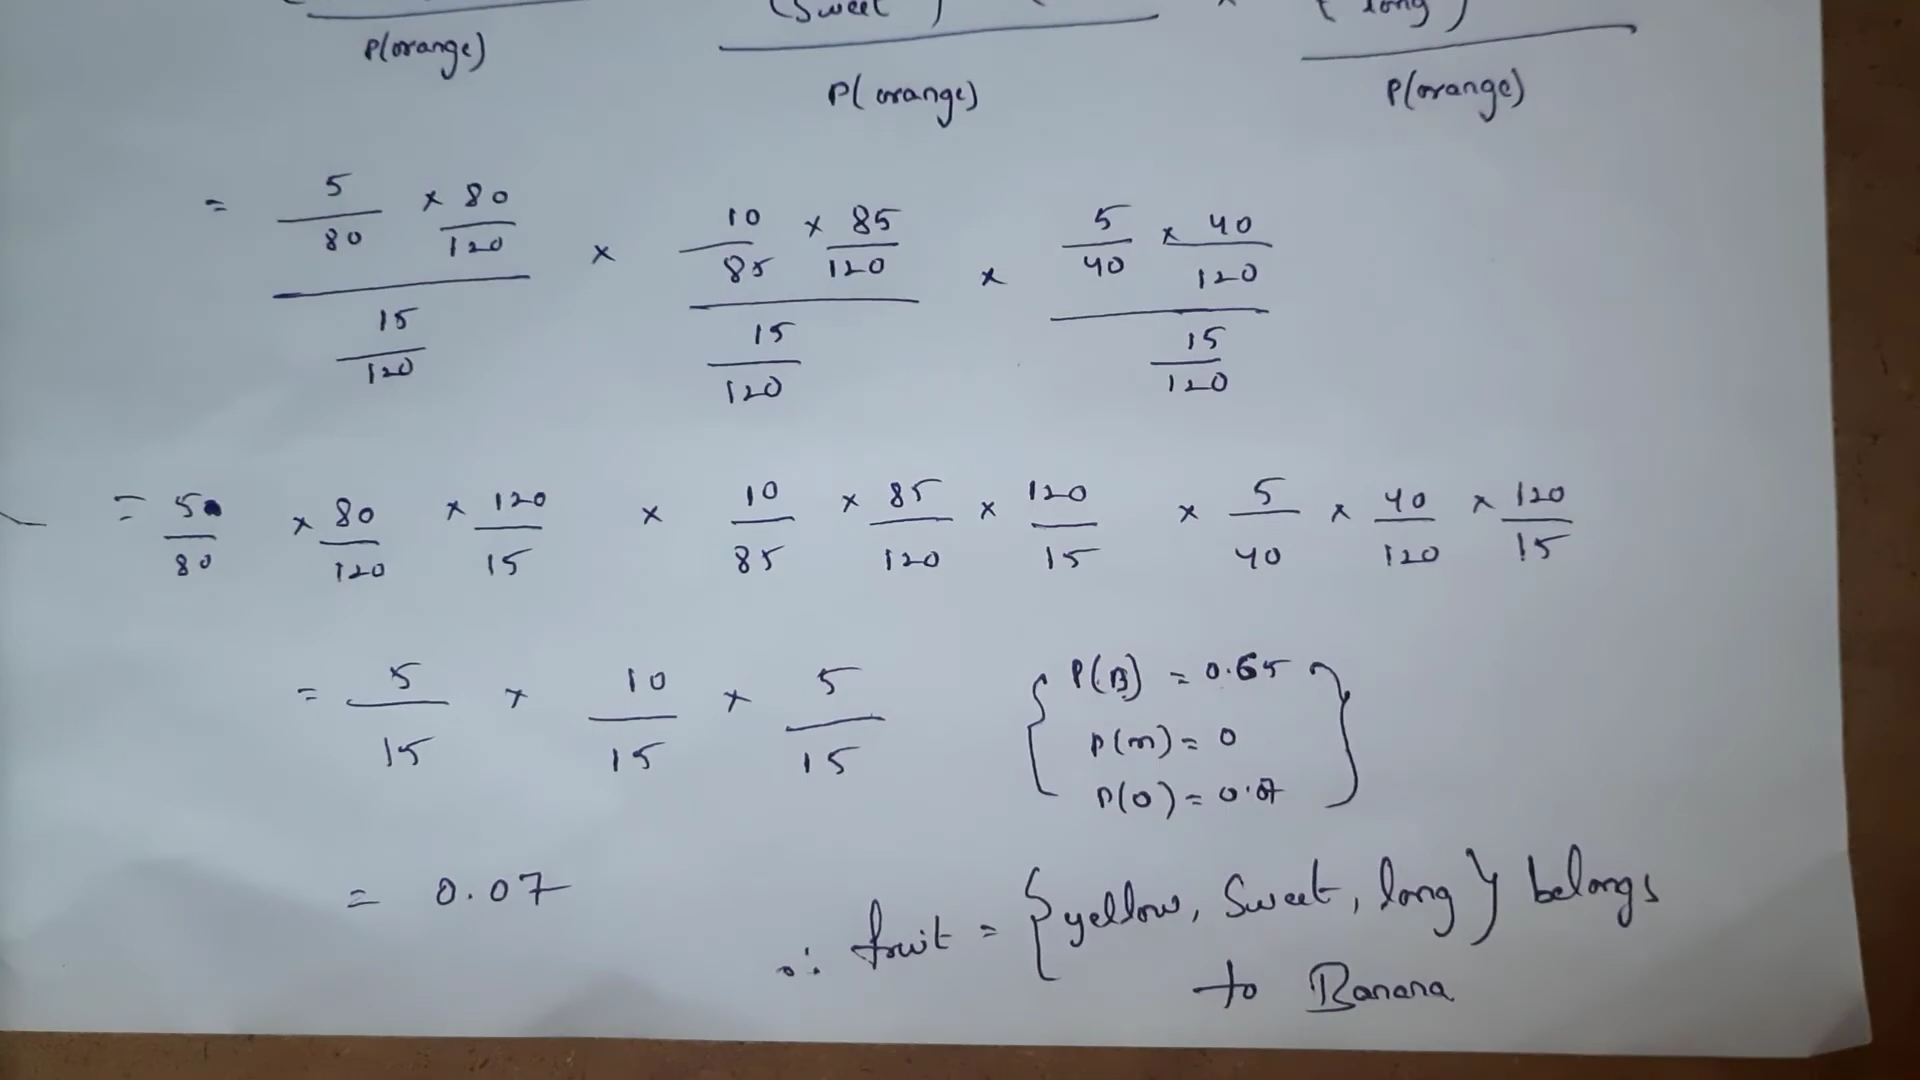 (Sweet) × (long)
P(orange) P(orange) P(orange)
= 5/80 × 80/120 / 15/120 × 10/85 × 85/120 / 15/120 × 5/40 × 40/120 / 15/120
= 5/80 × 80/120 × 120/15 × 10/85 × 85/120 × 120/15 × 5/40 × 40/120 × 120/15
= 5/15 × 10/15 × 5/15
{ P(B) = 0.65
P(m) = 0
P(O) = 0.07 }
= 0.07
∴ fruit = {yellow, Sweet, long} belongs
to Banana